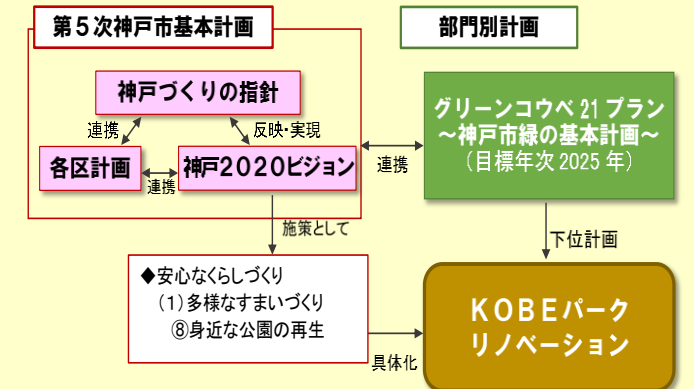 第５次神戸市基本計画
部門別計画
神戸づくりの指針
連携
反映・実現
各区計画
連携
神戸２０２０ビジョン
連携
グリーンコウベ 21 プラン
～神戸市緑の基本計画～
（目標年次 2025 年）
施策として
下位計画
◆安心なくらしづくり
（１）多様なすまいづくり
⑧身近な公園の再生
具体化
ＫＯＢＥパーク
リノベーション